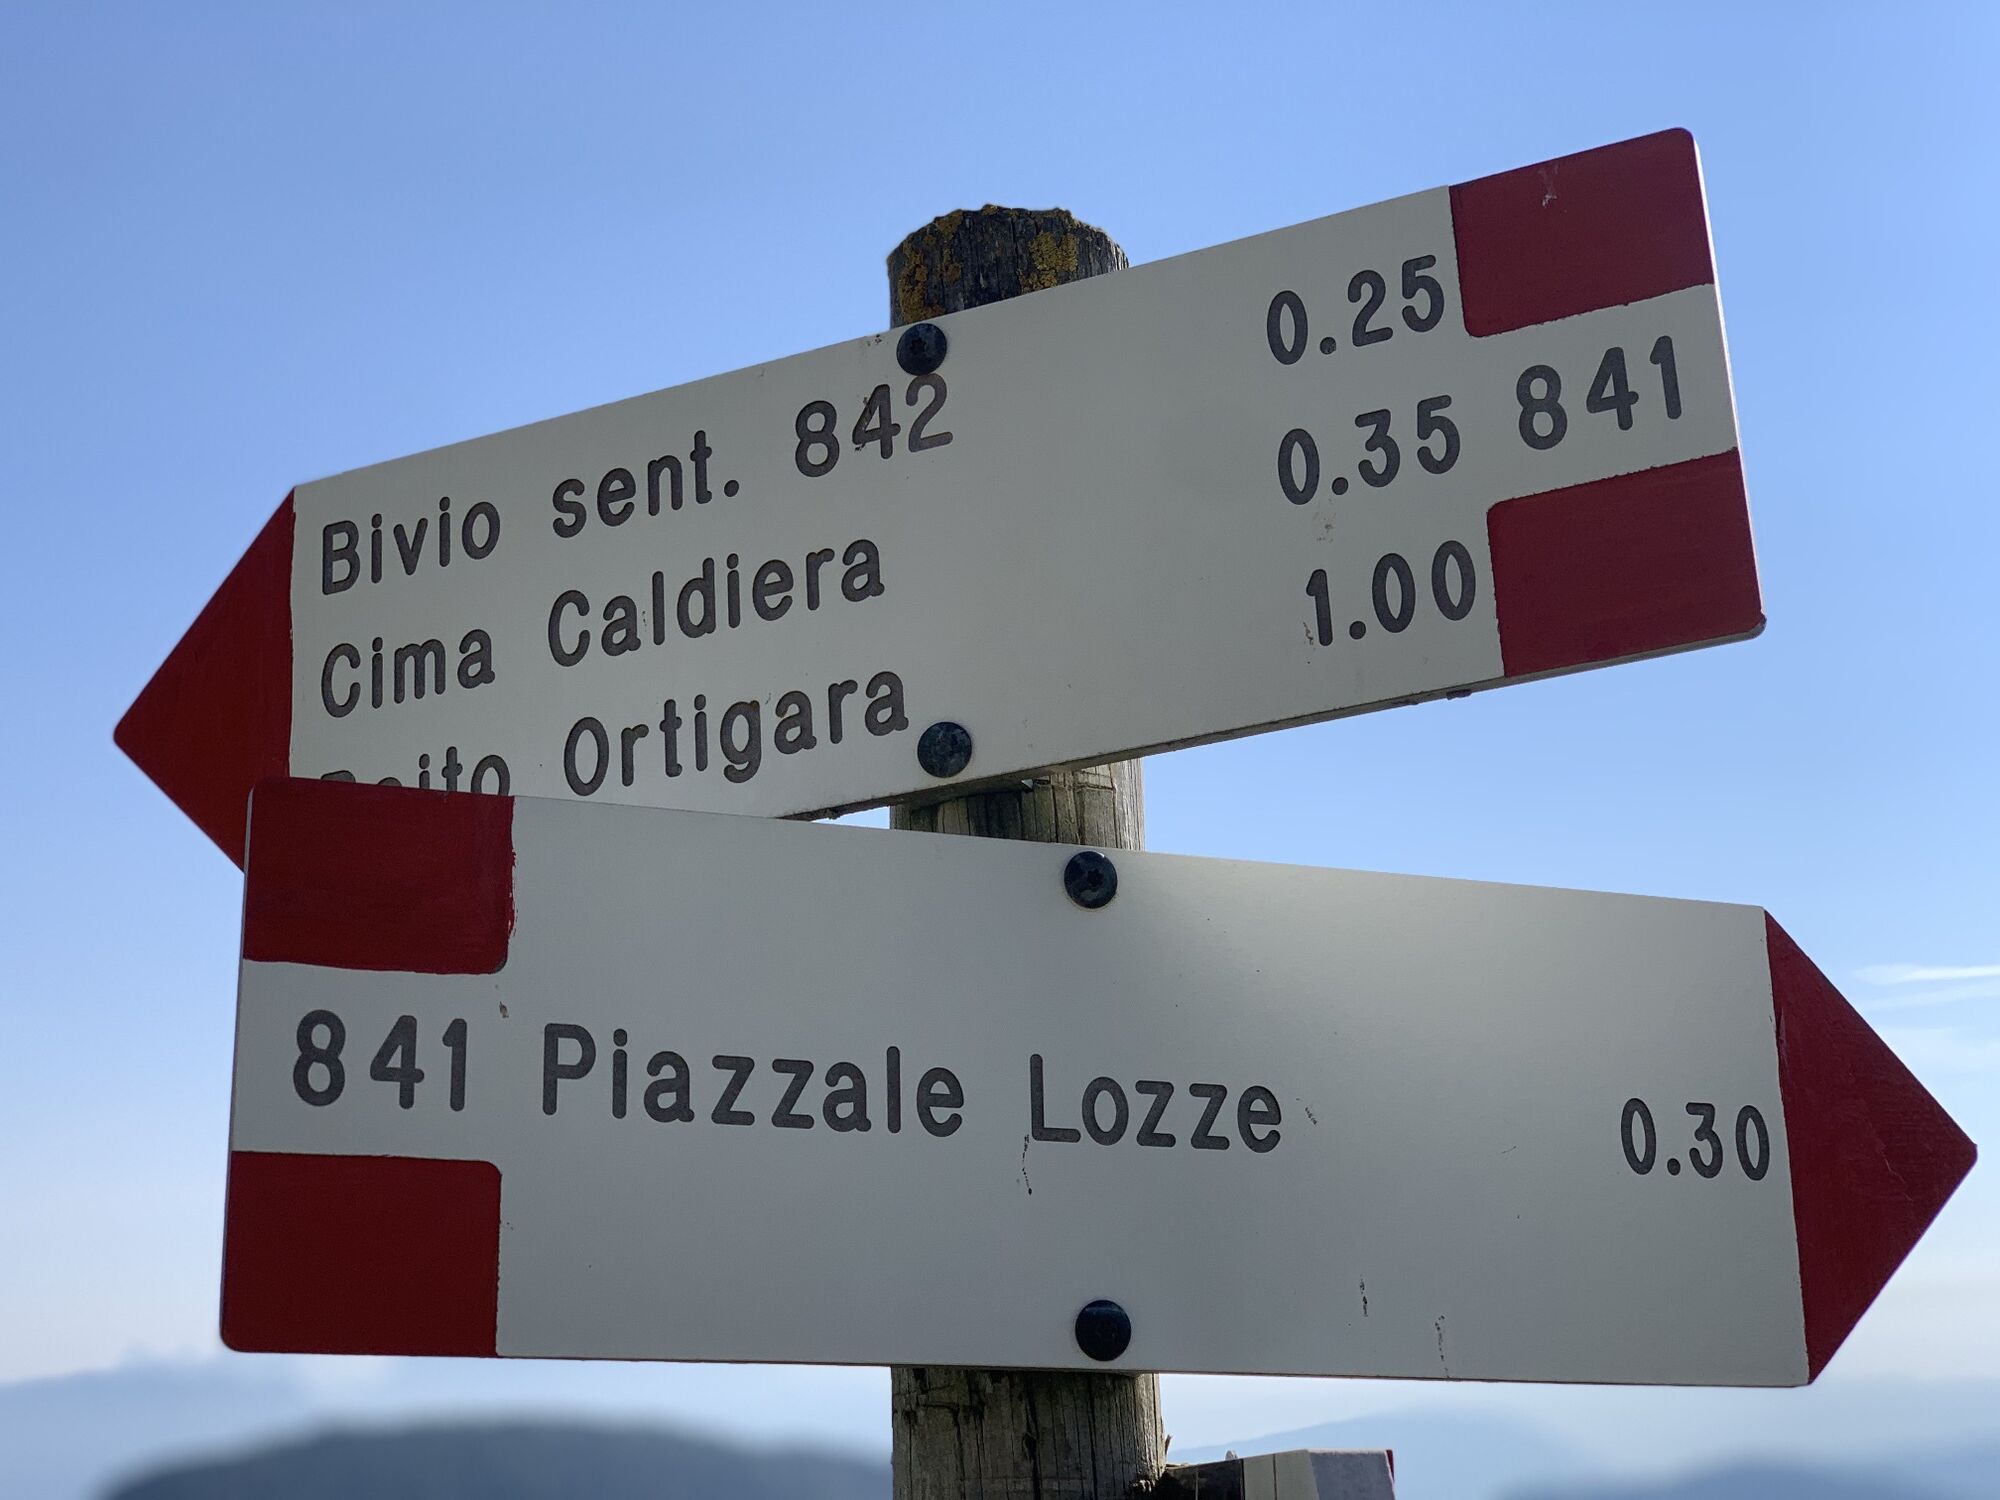 Bivio sent. 842 0.25
Cima Caldiera 0.35 841
Ortigara 1.00
841 Piazzale Lozze 0.30